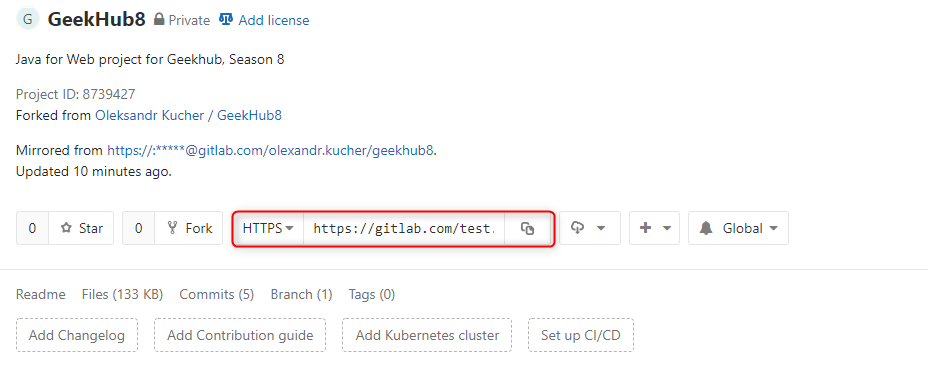 G GeekHub8 Private Add license
Java for Web project for Geekhub, Season 8
Project ID: 8739427
Forked from Oleksandr Kucher / GeekHub8
Mirrored from https://:*****@gitlab.com/olexandr.kucher/geekhub8.
Updated 10 minutes ago.
0 Star 0 Fork HTTPS https://gitlab.com/test. Global
Readme Files (133 KB) Commits (5) Branch (1) Tags (0)
Add Changelog Add Contribution guide Add Kubernetes cluster Set up CI/CD